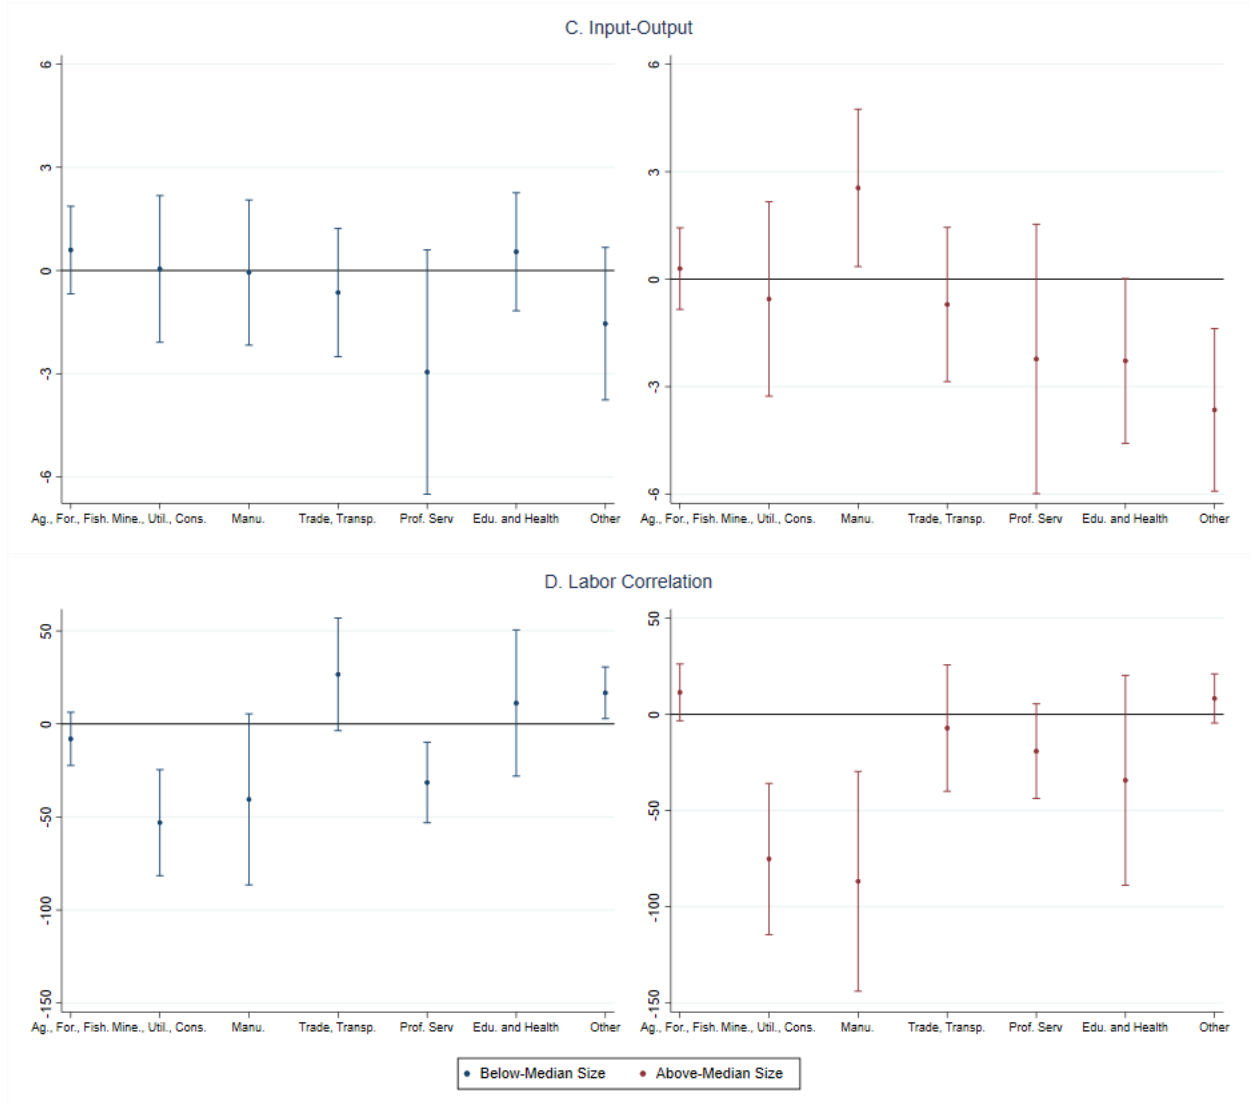 C. Input-Output
6
3
0
-3
-6
Ag., For., Fish. Mine., Util., Cons. Manu. Trade, Transp. Prof. Serv Edu. and Health Other
6
3
0
-3
-6
Ag., For., Fish. Mine., Util., Cons. Manu. Trade, Transp. Prof. Serv Edu. and Health Other
D. Labor Correlation
50
0
-50
-100
-150
Ag., For., Fish. Mine., Util., Cons. Manu. Trade, Transp. Prof. Serv Edu. and Health Other
50
0
-50
-100
-150
Ag., For., Fish. Mine., Util., Cons. Manu. Trade, Transp. Prof. Serv Edu. and Health Other
Below-Median Size Above-Median Size